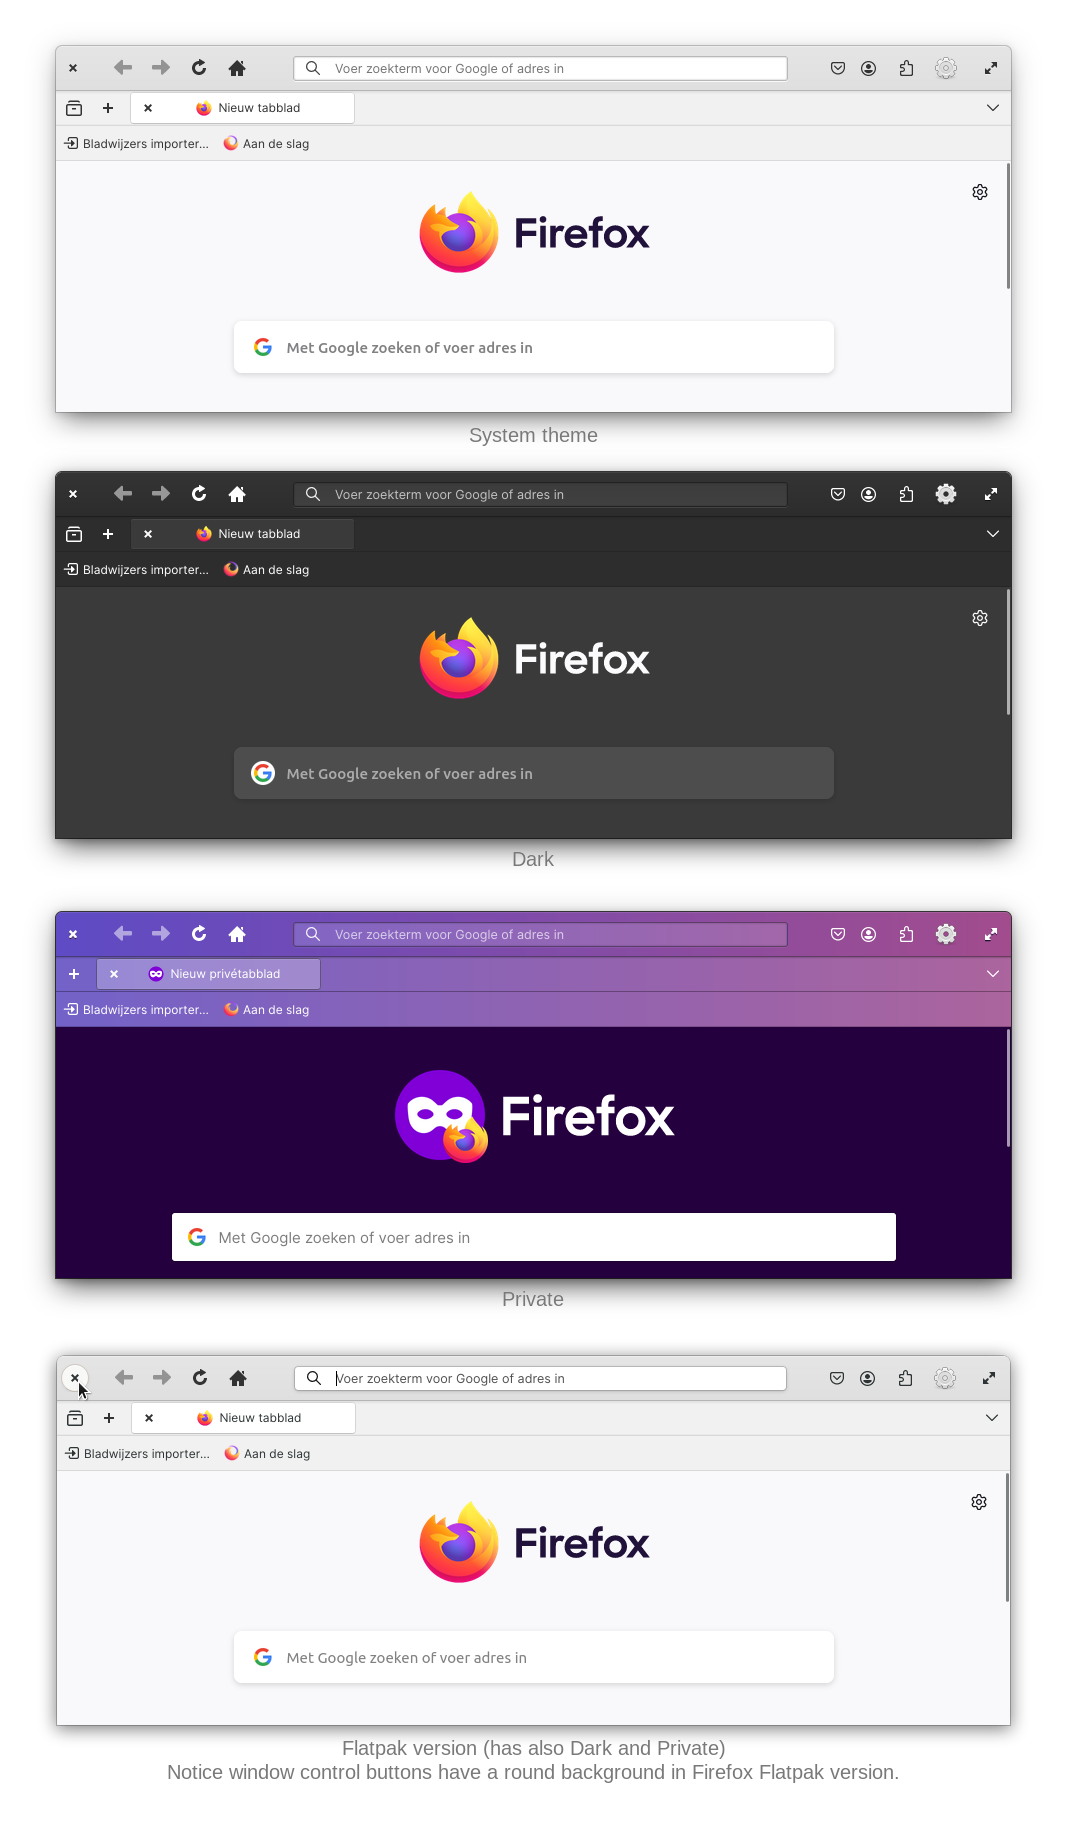 Voer zoekterm voor Google of adres in
Nieuw tabblad
Bladwijzers importer... Aan de slag
Firefox
Met Google zoeken of voer adres in
System theme
Voer zoekterm voor Google of adres in
Nieuw tabblad
Bladwijzers importer... Aan de slag
Firefox
Met Google zoeken of voer adres in
Dark
Voer zoekterm voor Google of adres in
Nieuw privétabblad
Bladwijzers importer... Aan de slag
Firefox
Met Google zoeken of voer adres in
Private
Voer zoekterm voor Google of adres in
Nieuw tabblad
Bladwijzers importer... Aan de slag
Firefox
Met Google zoeken of voer adres in
Flatpak version (has also Dark and Private)
Notice window control buttons have a round background in Firefox Flatpak version.